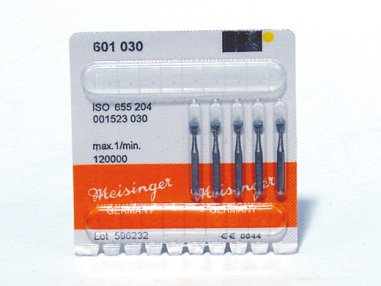 601 030
ISO 655 204
001523 030
max.1/min.
120000
Meisinger Meisinger
GERMANY GERMANY
Lot 596232 CE 0044